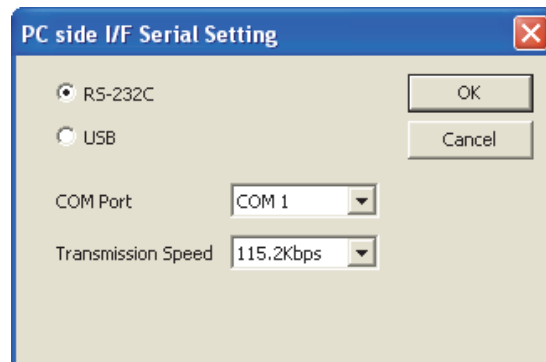 PC side I/F Serial Setting
RS-232C
OK
USB
Cancel
COM Port
COM 1
Transmission Speed
115.2Kbps